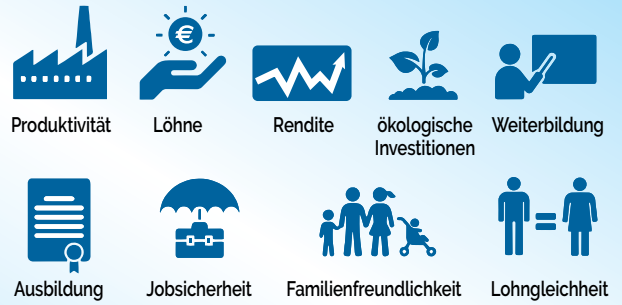 €
Produktivität Löhne Rendite ökologische Weiterbildung
Investitionen
Ausbildung Jobsicherheit Familienfreundlichkeit Lohngleichheit